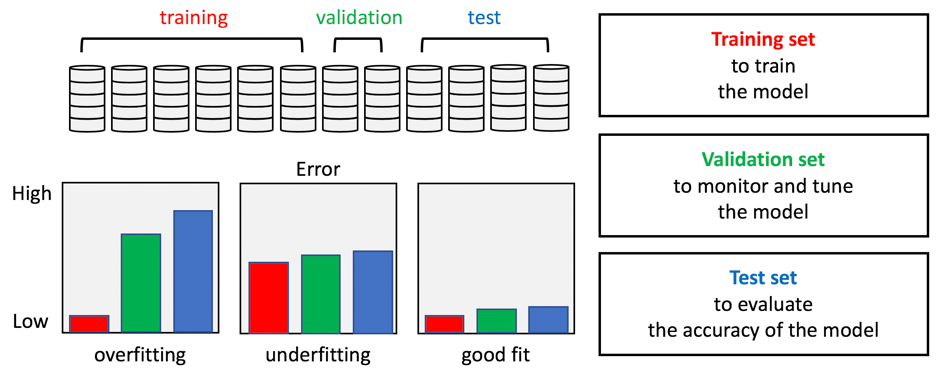 training
validation
test
Error
High
Low
overfitting
underfitting
good fit
Training set
to train
the model
Validation set
to monitor and tune
the model
Test set
to evaluate
the accuracy of the model